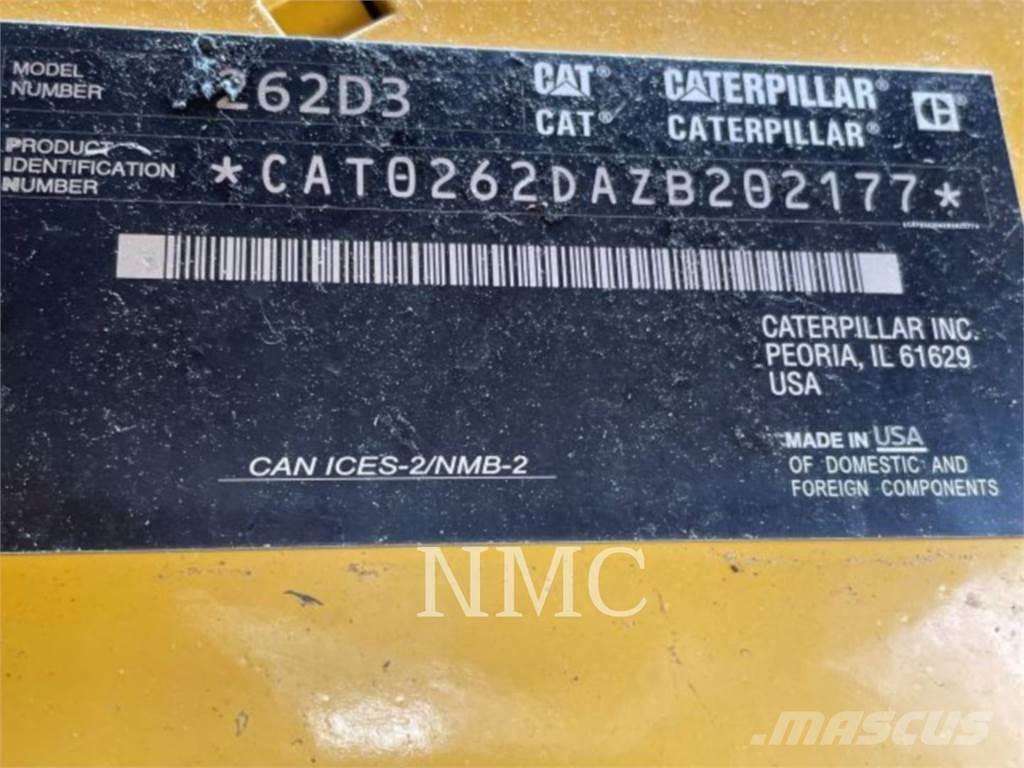 MODEL
NUMBER
262D3
CAT® CATERPILLAR®
CAT® CATERPILLAR®
PRODUCT
IDENTIFICATION
NUMBER
*CAT0262DAZB202177*
CATERPILLAR INC.
PEORIA, IL 61629
USA
MADE IN USA
OF DOMESTIC AND
FOREIGN COMPONENTS
CAN ICES-2/NMB-2
NMC
MASCUS